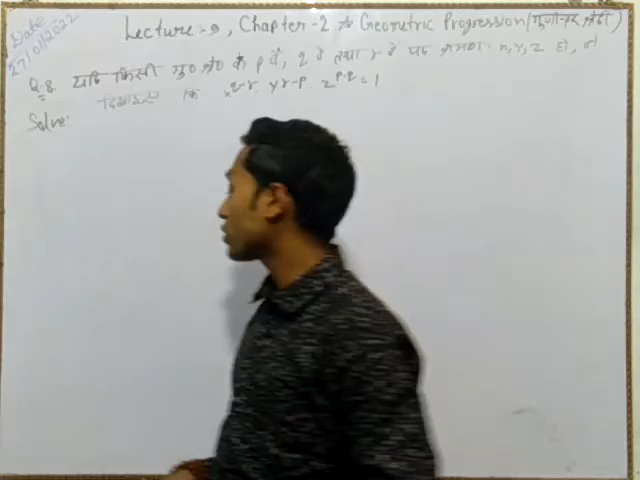 Date
27/01/2022
Lecture-9, Chapter-2 Geometric Progression (गुणोत्तर श्रेढ़ी)
Q.8. यदि किसी गु० श्रे० के p वें, q वें तथा r वें पद क्रमशः x, y, z हो, तो
दिखाइए कि x^{q-r} y^{r-p} z^{p-q} = 1
Solve: